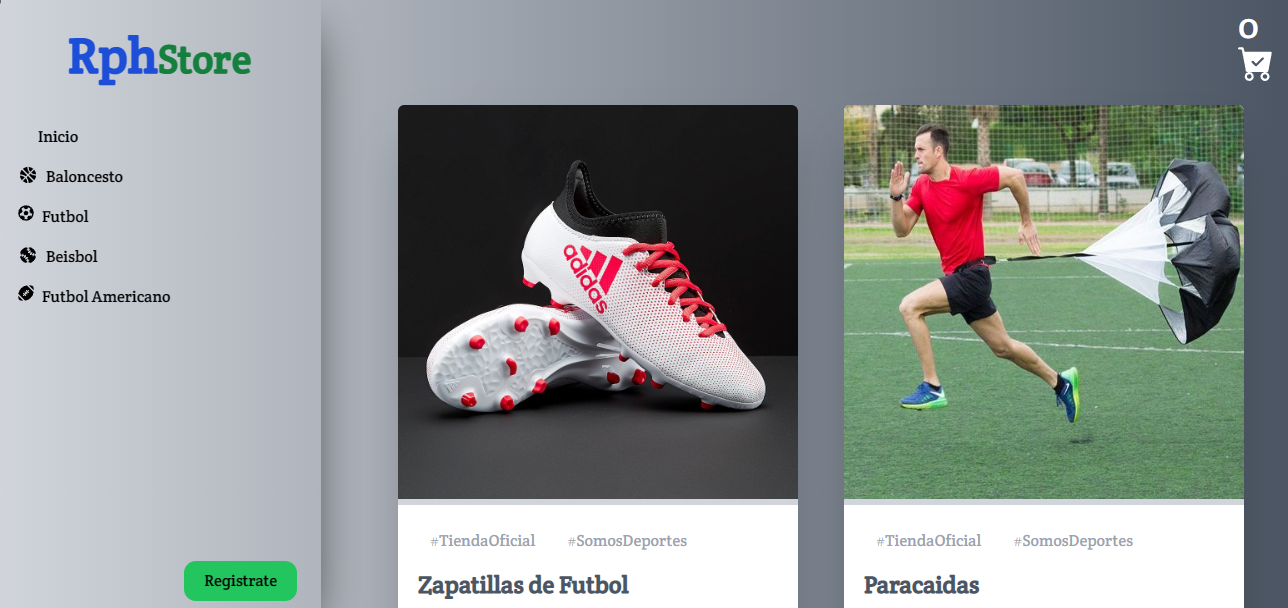 RphStore
0
Inicio
Baloncesto
Futbol
Beisbol
Futbol Americano
Registrate
adidas
#TiendaOficial #SomosDeportes
Zapatillas de Futbol
#TiendaOficial #SomosDeportes
Paracaidas